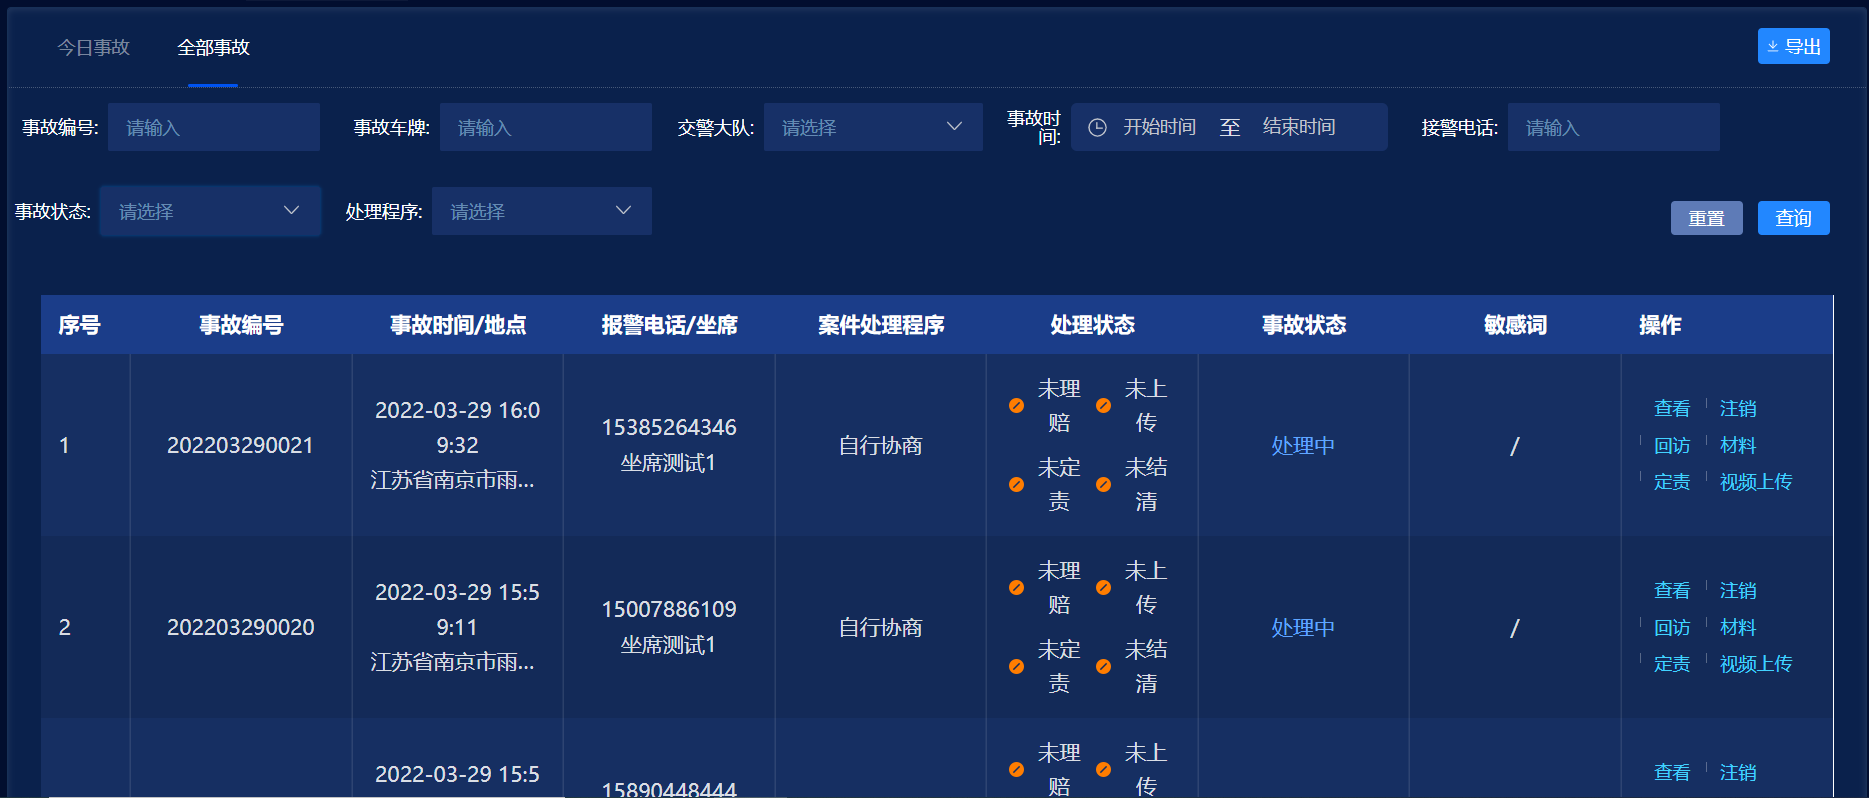 今日事故 全部事故 导出
事故编号: 请输入 事故车牌: 请输入 交警大队: 请选择 事故时间: 开始时间 至 结束时间 接警电话: 请输入
事故状态: 请选择 处理程序: 请选择 重置 查询
序号 事故编号 事故时间/地点 报警电话/坐席 案件处理程序 处理状态 事故状态 敏感词 操作
1
202203290021
2022-03-29 16:0
9:32
江苏省南京市雨...
15385264346
坐席测试1
自行协商
未理
赔
未上
传
未定
责
未结
清
处理中
/
查看 注销
回访 材料
定责 视频上传
2
202203290020
2022-03-29 15:5
9:11
江苏省南京市雨...
15007886109
坐席测试1
自行协商
未理
赔
未上
传
未定
责
未结
清
处理中
/
查看 注销
回访 材料
定责 视频上传
2022-03-29 15:5
15890448444
未理
赔
未上
传
查看 注销